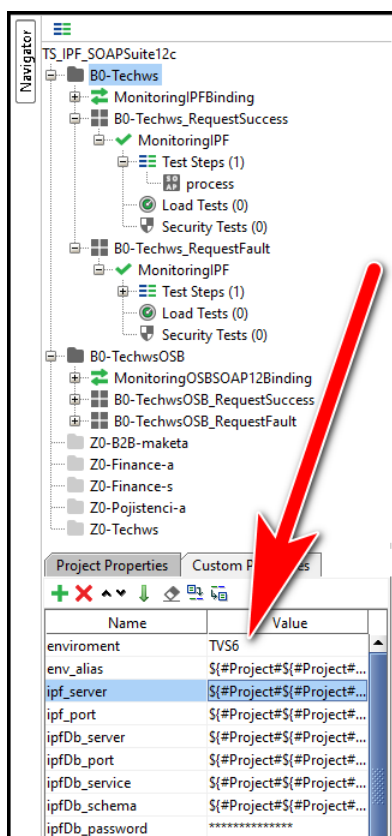 Navigator
TS_IPF_SOAPSuite12c
B0-Techws
MonitoringIPFBinding
B0-Techws_RequestSuccess
MonitoringIPF
Test Steps (1)
SOAP process
Load Tests (0)
Security Tests (0)
B0-Techws_RequestFault
MonitoringIPF
Test Steps (1)
Load Tests (0)
Security Tests (0)
B0-TechwsOSB
MonitoringOSBSOAP12Binding
B0-TechwsOSB_RequestSuccess
B0-TechwsOSB_RequestFault
Z0-B2B-maketa
Z0-Finance-a
Z0-Finance-s
Z0-Pojistenci-a
Z0-Techws
Project Properties Custom P
Name Value
enviroment TVS6
env_alias ${#Project#${#Project#...
ipf_server ${#Project#${#Project#...
ipf_port ${#Project#${#Project#...
ipfDb_server ${#Project#${#Project#...
ipfDb_port ${#Project#${#Project#...
ipfDb_service ${#Project#${#Project#...
ipfDb_schema ${#Project#${#Project#...
ipfDb_password **************